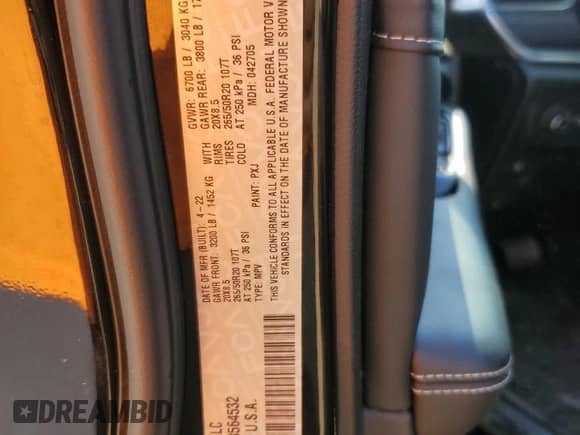 LC
564532
U.S.A.
DATE OF MFR (BUILT): 4-22 GVWR: 6700 LB / 3040 KG
GAWR FRONT: 3200 LB / 1452 KG WITH GAWR REAR: 3800 LB /
20X8.5 RIMS 20X8.5
265/50R20 107T TIRES 265/50R20 107T
AT 250 kPa / 36 PSI COLD AT 250 kPa / 36 PSI
TYPE: MPV PAINT: PXJ MDH: 042705
THIS VEHICLE CONFORMS TO ALL APPLICABLE U.S.A. FEDERAL MOTOR V
STANDARDS IN EFFECT ON THE DATE OF MANUFACTURE SHOWN
DREAMBID